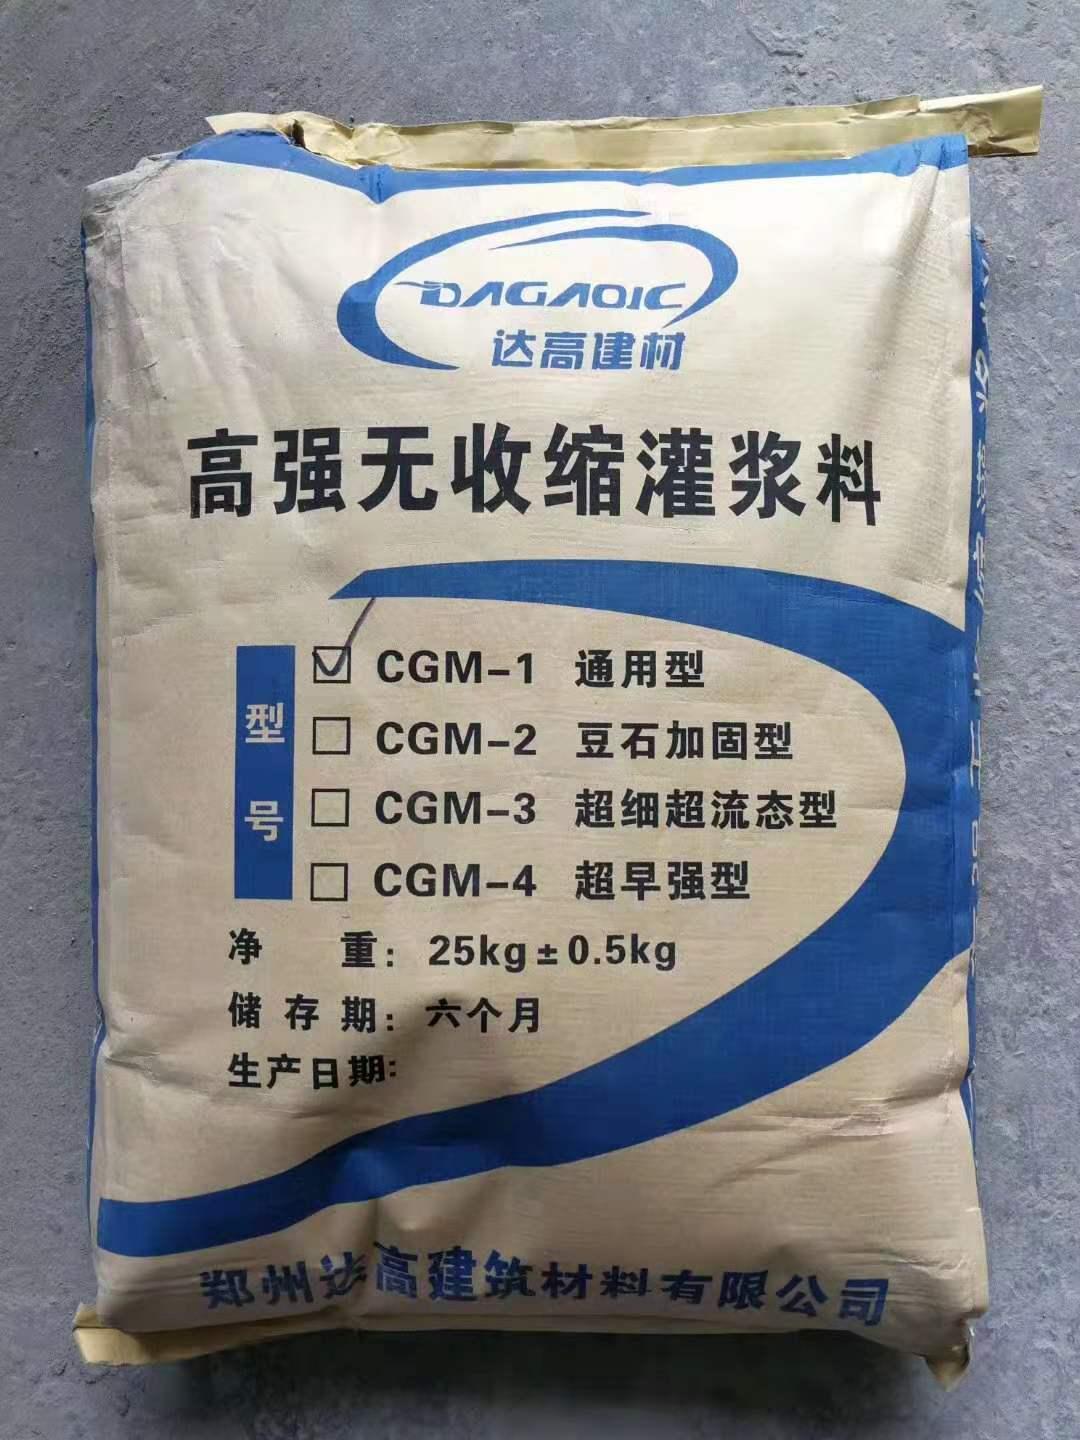 DAGAOJC
达高建材
高强无收缩灌浆料
型号
CGM-1 通用型
CGM-2 豆石加固型
CGM-3 超细超流态型
CGM-4 超早强型
净 重：25kg±0.5kg
储存期：六个月
生产日期：
郑州达高建筑材料有限公司